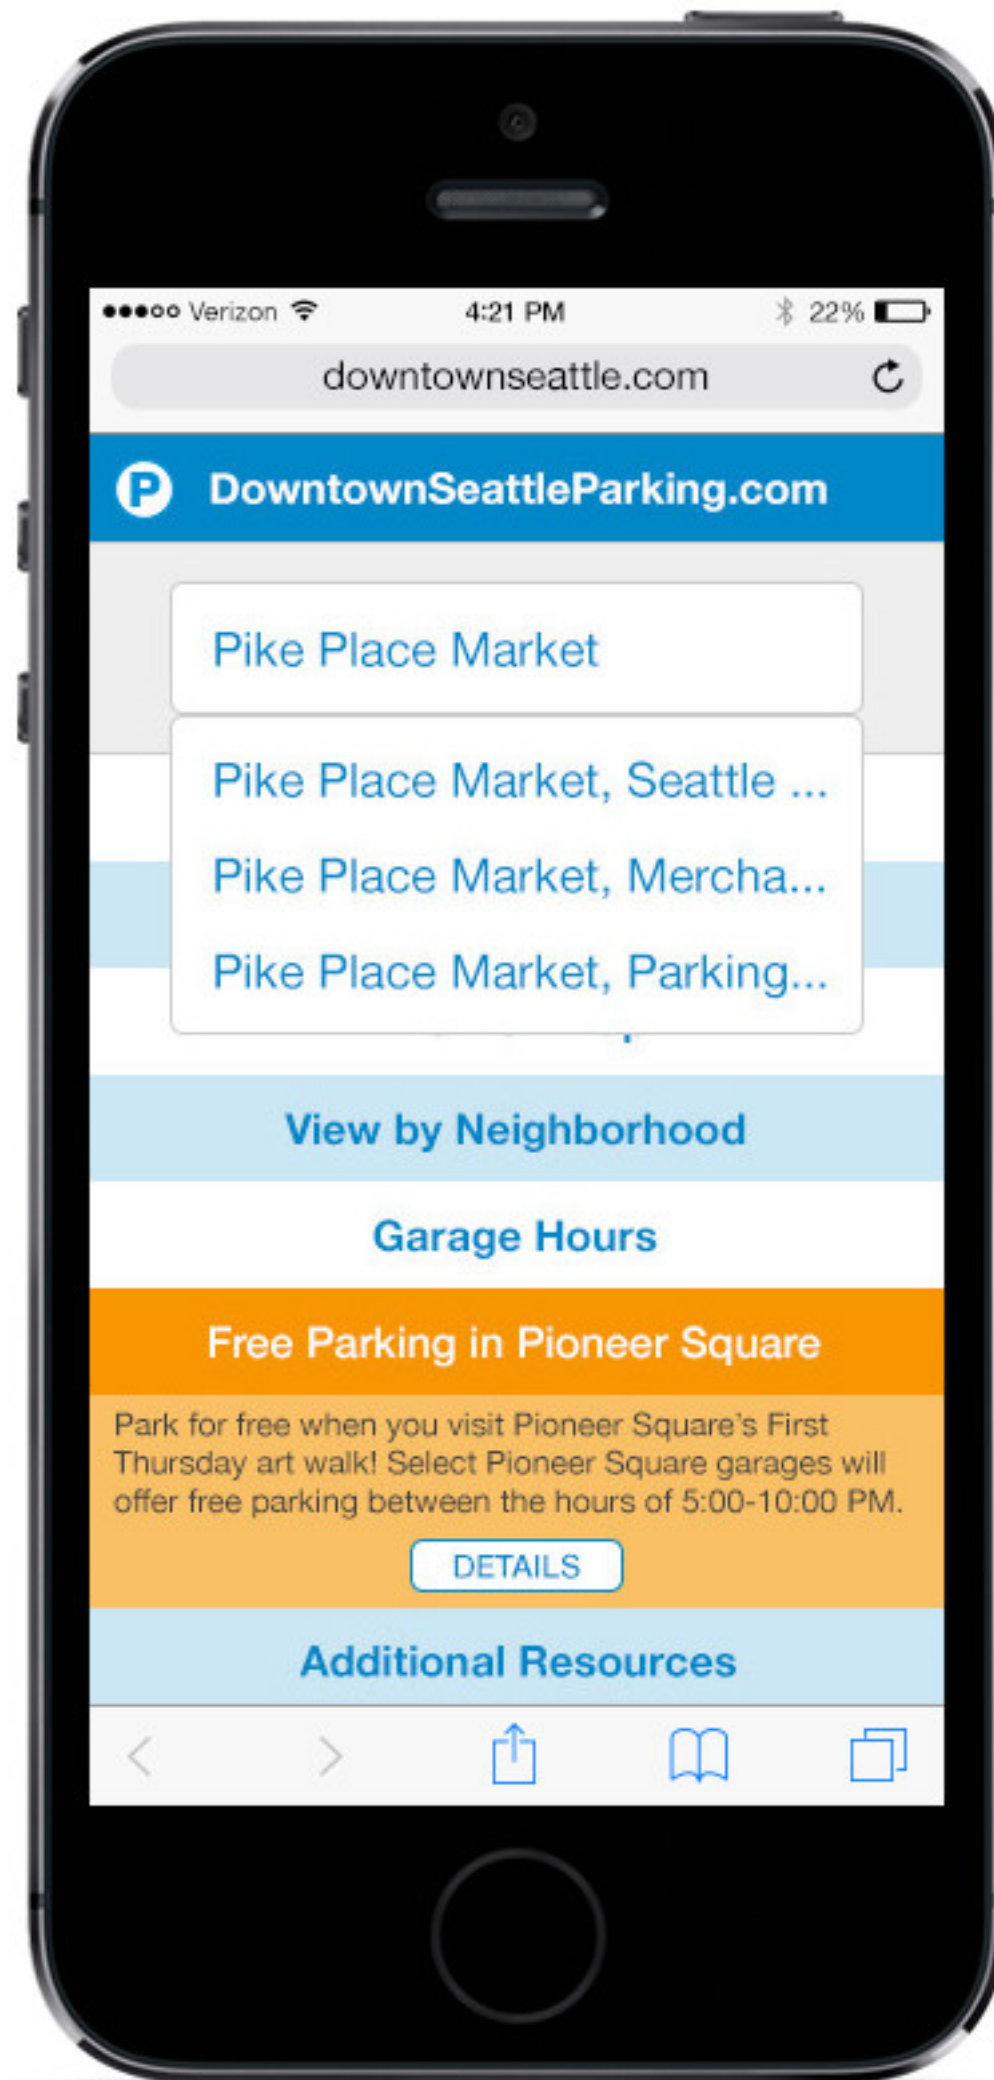 Verizon 4:21 PM 22%
downtownseattle.com
P DowntownSeattleParking.com
Pike Place Market
Pike Place Market, Seattle ...
Pike Place Market, Mercha...
Pike Place Market, Parking...
View by Neighborhood
Garage Hours
Free Parking in Pioneer Square
Park for free when you visit Pioneer Square's First
Thursday art walk! Select Pioneer Square garages will
offer free parking between the hours of 5:00-10:00 PM.
DETAILS
Additional Resources